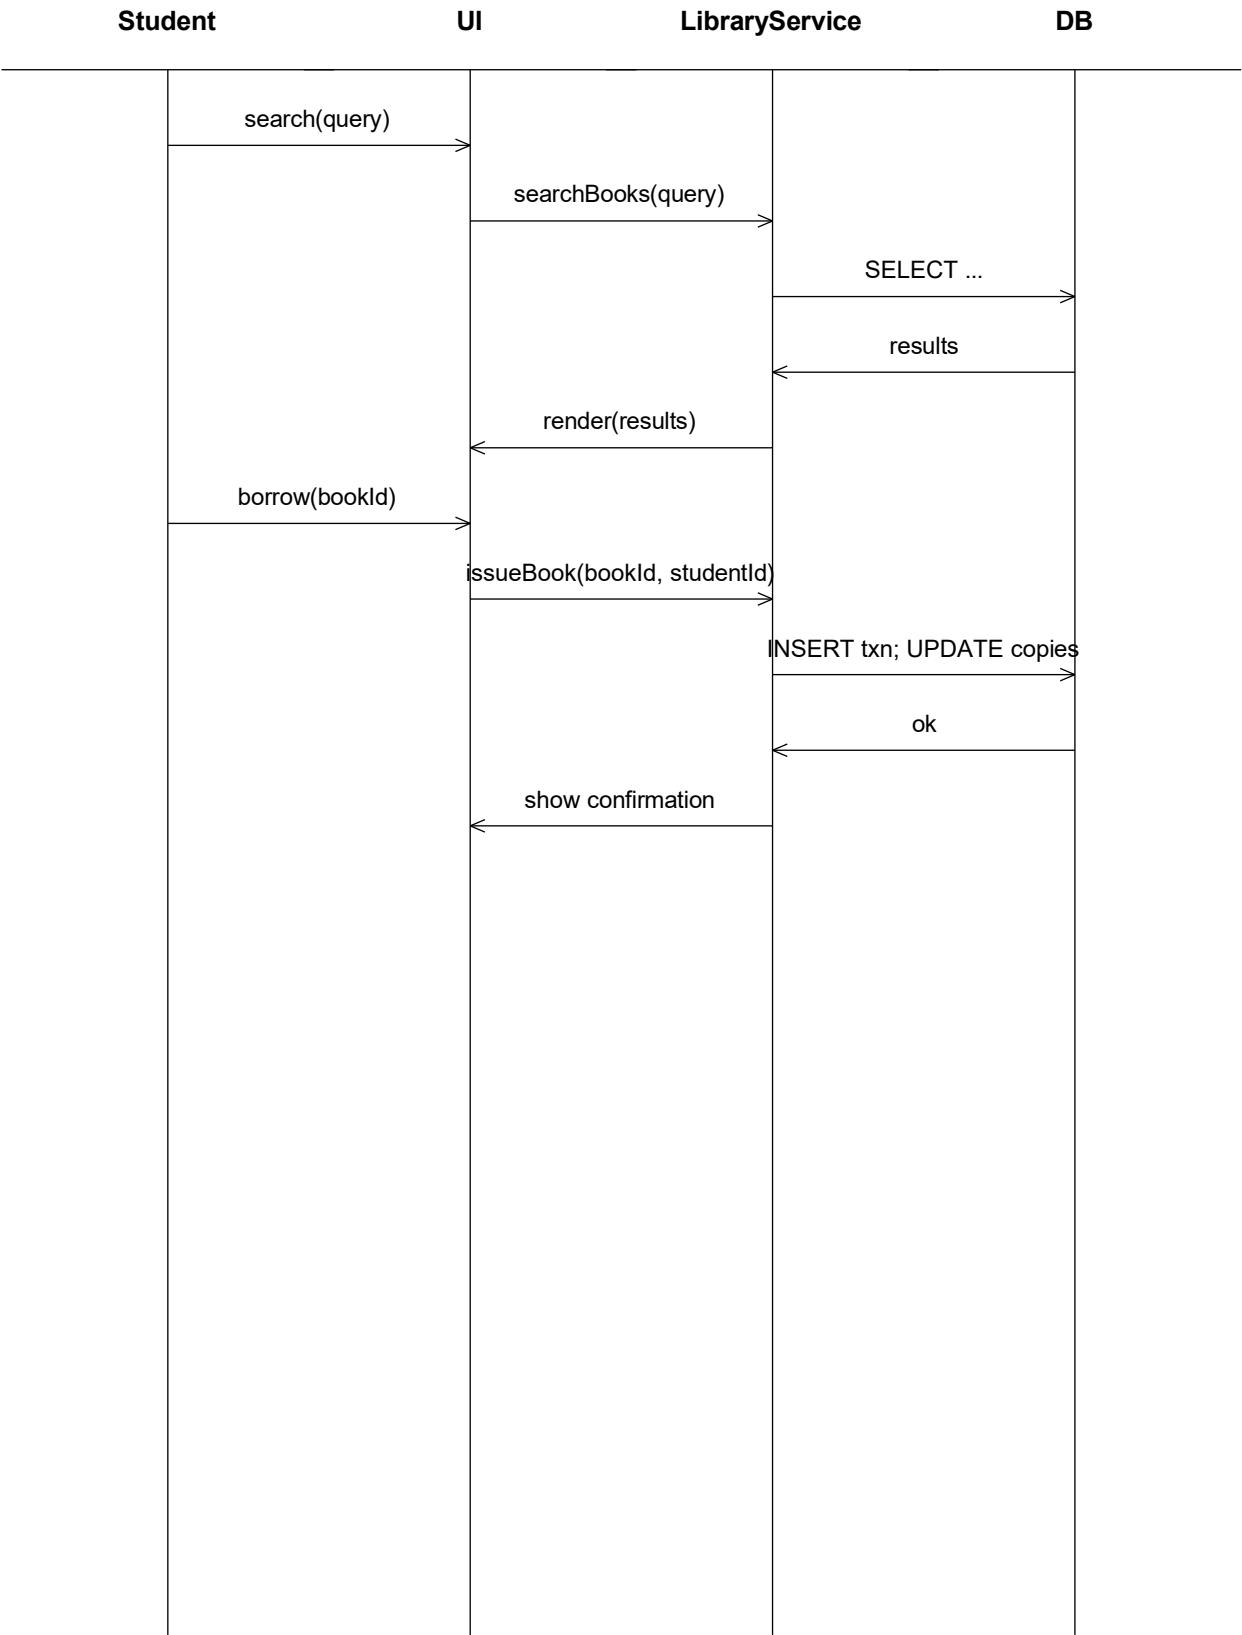 Student UI LibraryService DB
search(query)
searchBooks(query)
SELECT ...
results
render(results)
borrow(bookId)
issueBook(bookId, studentId)
INSERT txn; UPDATE copies
ok
show confirmation